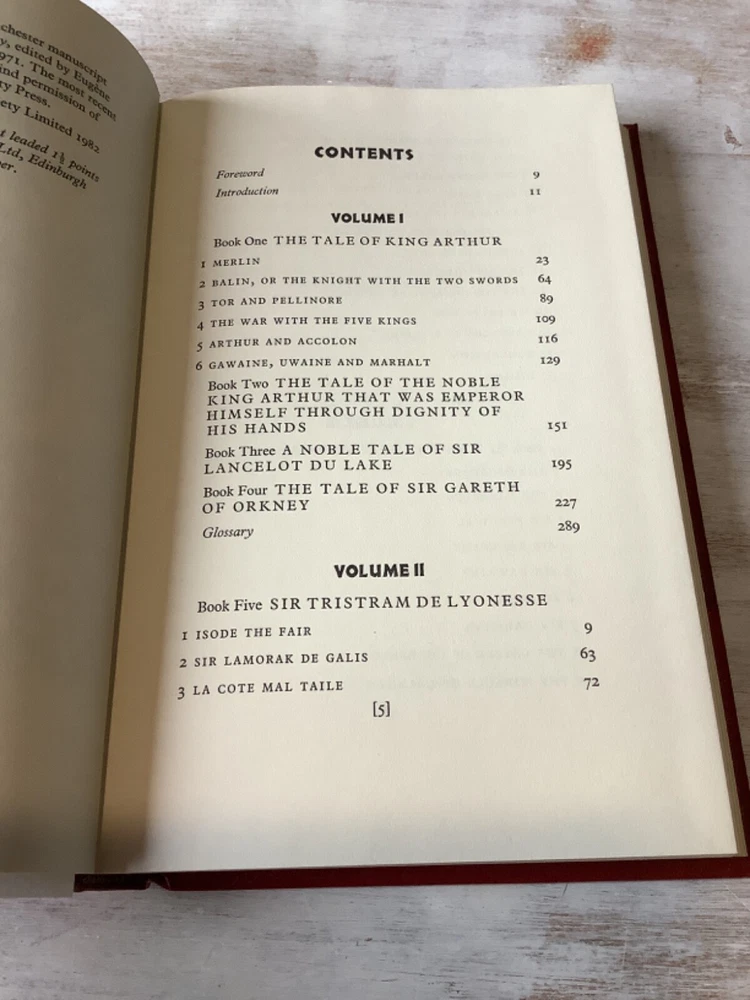 chester manuscript
y, edited by Eugène
971. The most recent
ind permission of
ty Press.
ety Limited 1982
t leaded 1½ points
Ltd, Edinburgh
er.
CONTENTS
Foreword 9
Introduction 11
VOLUME I
Book One THE TALE OF KING ARTHUR
1 MERLIN 23
2 BALIN, OR THE KNIGHT WITH THE TWO SWORDS 64
3 TOR AND PELLINORE 89
4 THE WAR WITH THE FIVE KINGS 109
5 ARTHUR AND ACCOLON 116
6 GAWAINE, UWAINE AND MARHALT 129
Book Two THE TALE OF THE NOBLE
KING ARTHUR THAT WAS EMPEROR
HIMSELF THROUGH DIGNITY OF
HIS HANDS 151
Book Three A NOBLE TALE OF SIR
LANCELOT DU LAKE 195
Book Four THE TALE OF SIR GARETH
OF ORKNEY 227
Glossary 289
VOLUME II
Book Five SIR TRISTRAM DE LYONESSE
1 ISODE THE FAIR 9
2 SIR LAMORAK DE GALIS 63
3 LA COTE MAL TAILE 72
[5]